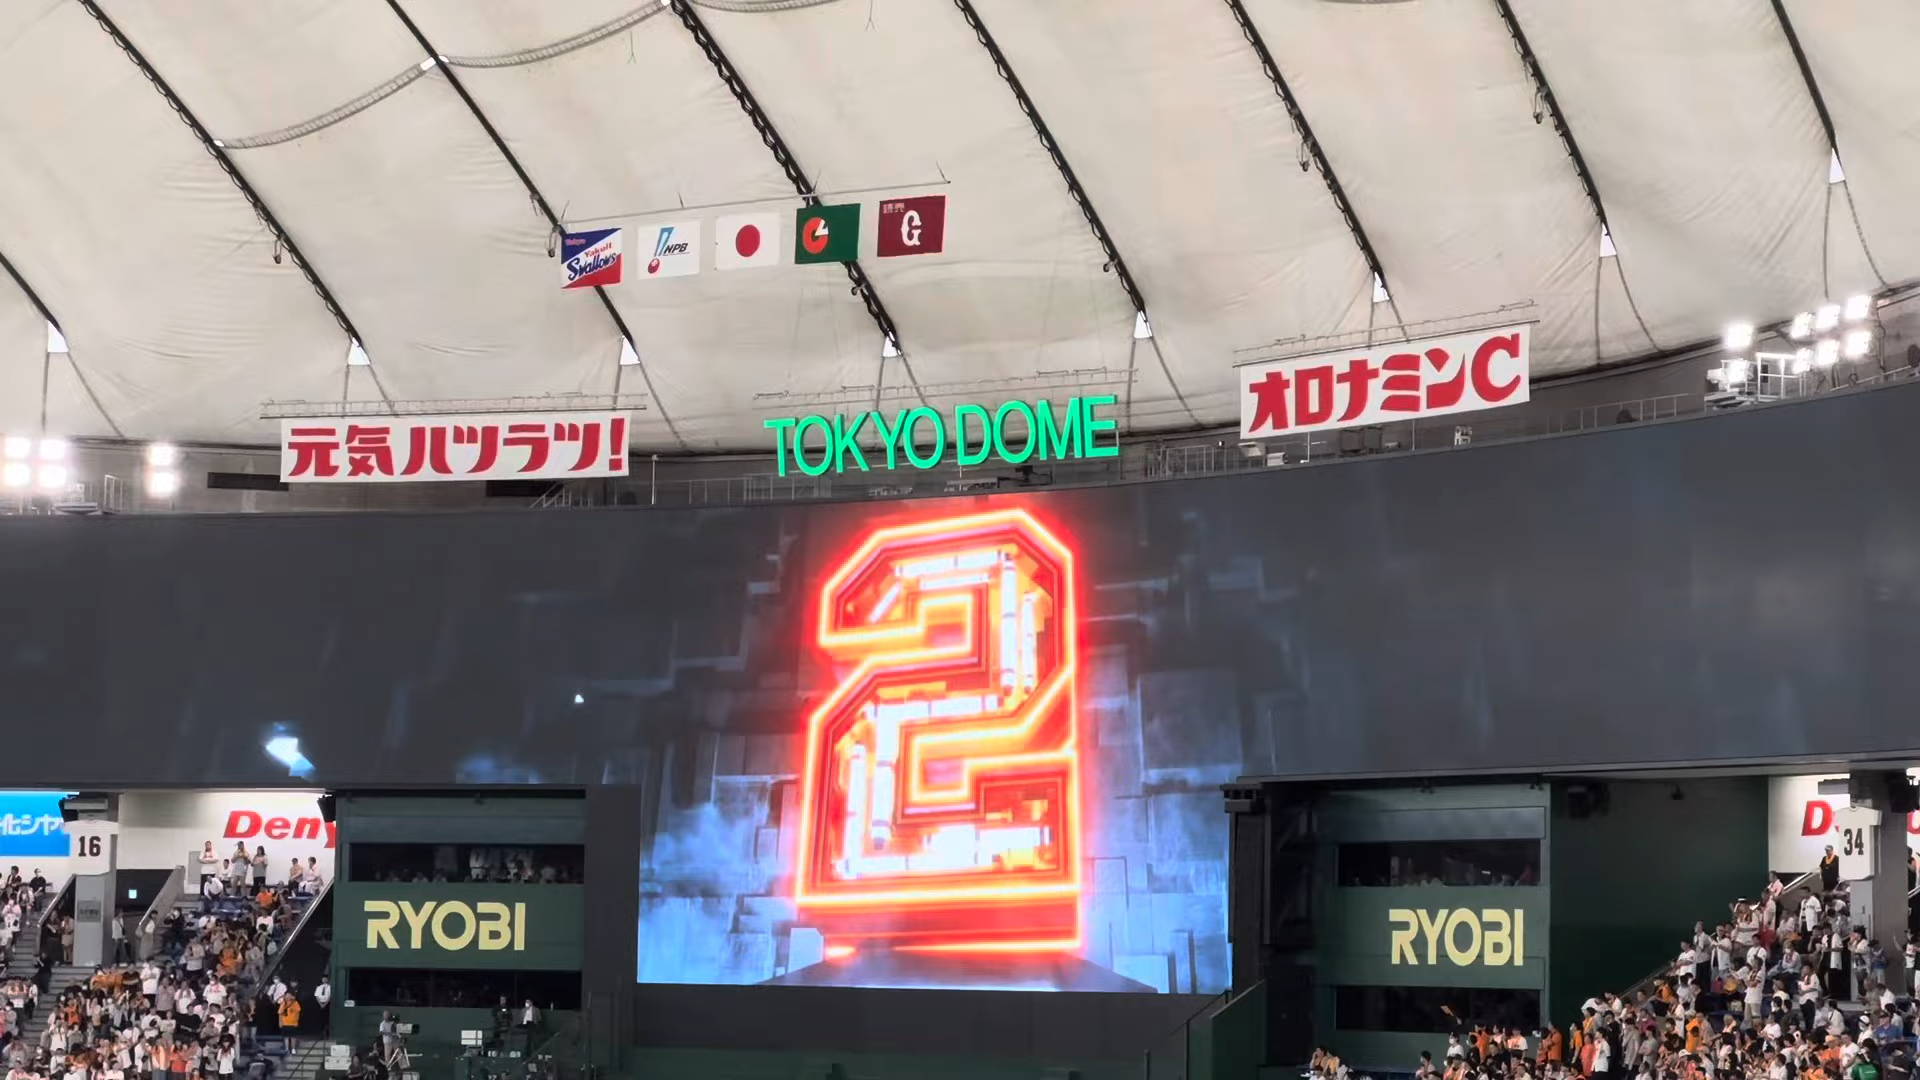 Tokyo
Yakult
Swallows
NPB
G
元気ハツラツ!
TOKYO DOME
オロナミンC
2
16
Deny
34
RYOBI
RYOBI